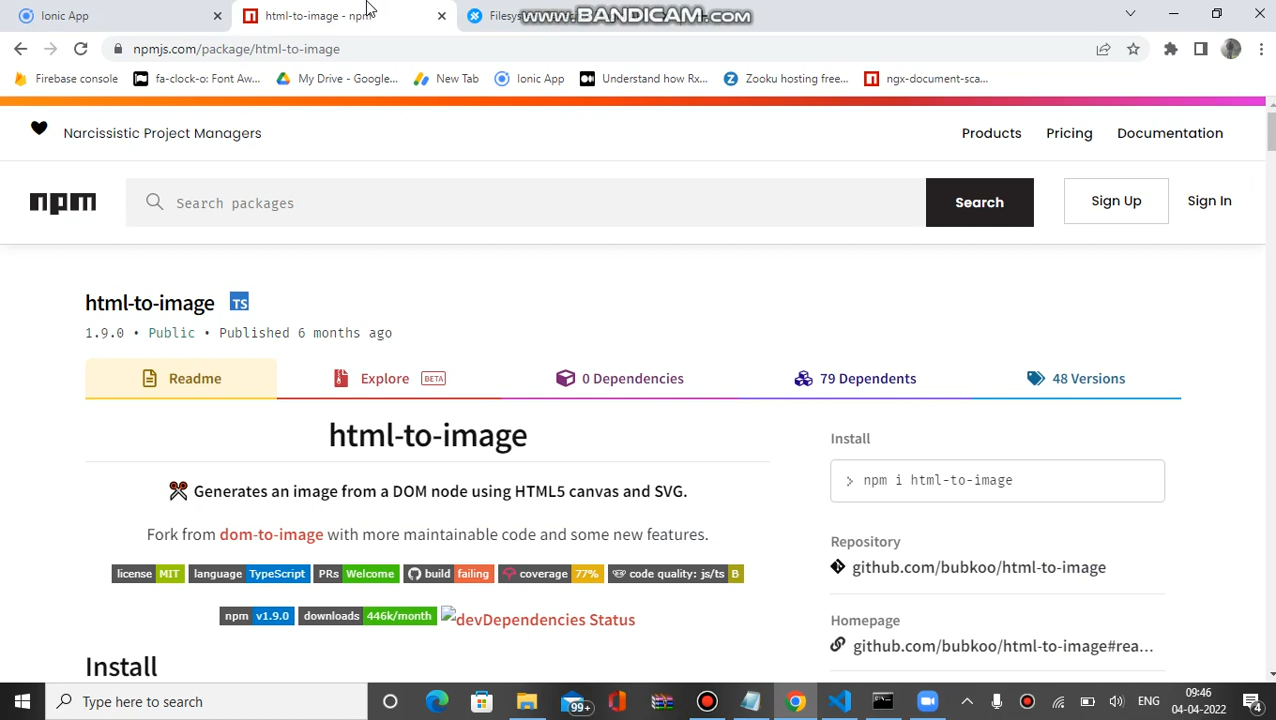 Ionic App
html-to-image - npm
Filesys
www.BANDICAM.com
npmjs.com/package/html-to-image
Firebase console
fa-clock-o: Font Aw...
My Drive - Google...
New Tab
Ionic App
Understand how Rx...
Zooku hosting free...
ngx-document-sca...
Narcissistic Project Managers
Products
Pricing
Documentation
npm
Search packages
Search
Sign Up
Sign In
html-to-image TS
1.9.0 • Public • Published 6 months ago
Readme
Explore BETA
0 Dependencies
79 Dependents
48 Versions
html-to-image
Generates an image from a DOM node using HTML5 canvas and SVG.
Fork from dom-to-image with more maintainable code and some new features.
license MIT language TypeScript PRs Welcome build failing coverage 77% code quality: js/ts B
npm v1.9.0 downloads 446k/month devDependencies Status
Install
Install
> npm i html-to-image
Repository
github.com/bubkoo/html-to-image
Homepage
github.com/bubkoo/html-to-image#rea...
Type here to search
99+
ENG
09:46
04-04-2022
4